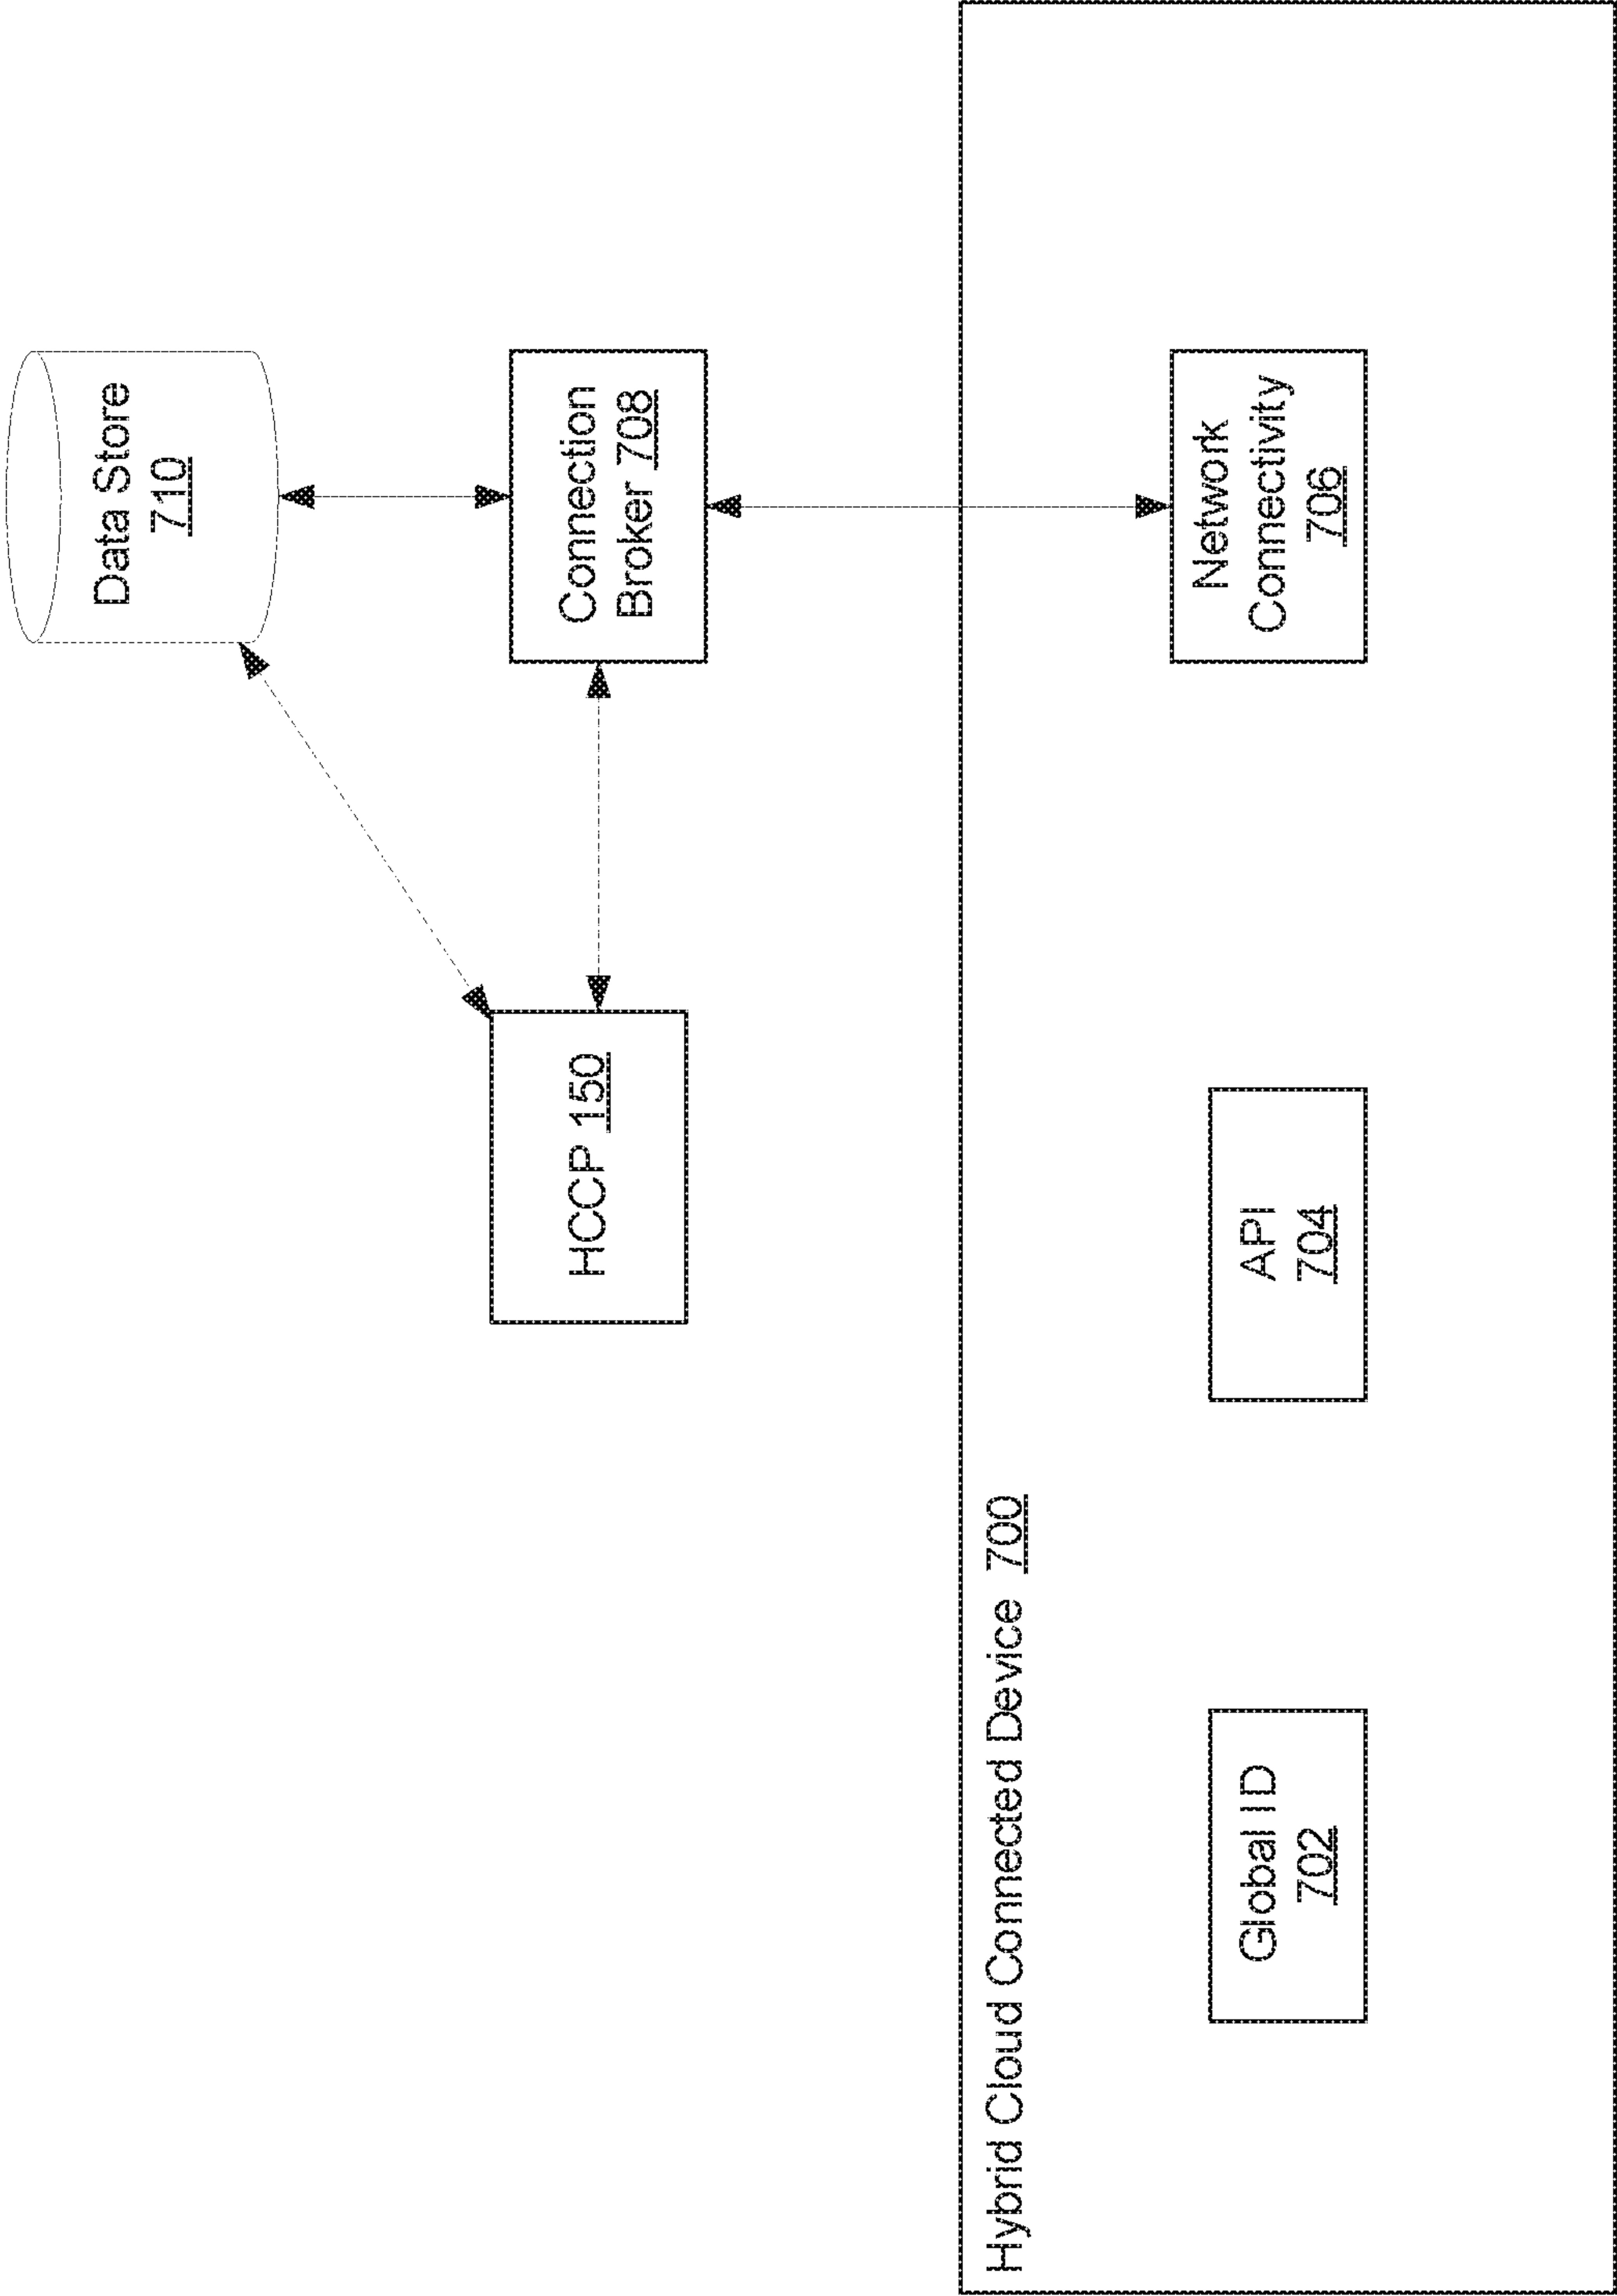 Data Store
710
HCCP 150
Connection
Broker 708
Hybrid Cloud Connected Device 700
Global ID
702
API
704
Network
Connectivity
706